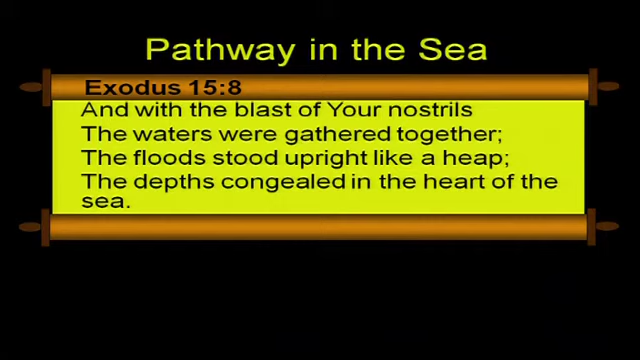 Pathway in the Sea
Exodus 15:8
And with the blast of Your nostrils
The waters were gathered together;
The floods stood upright like a heap;
The depths congealed in the heart of the
sea.